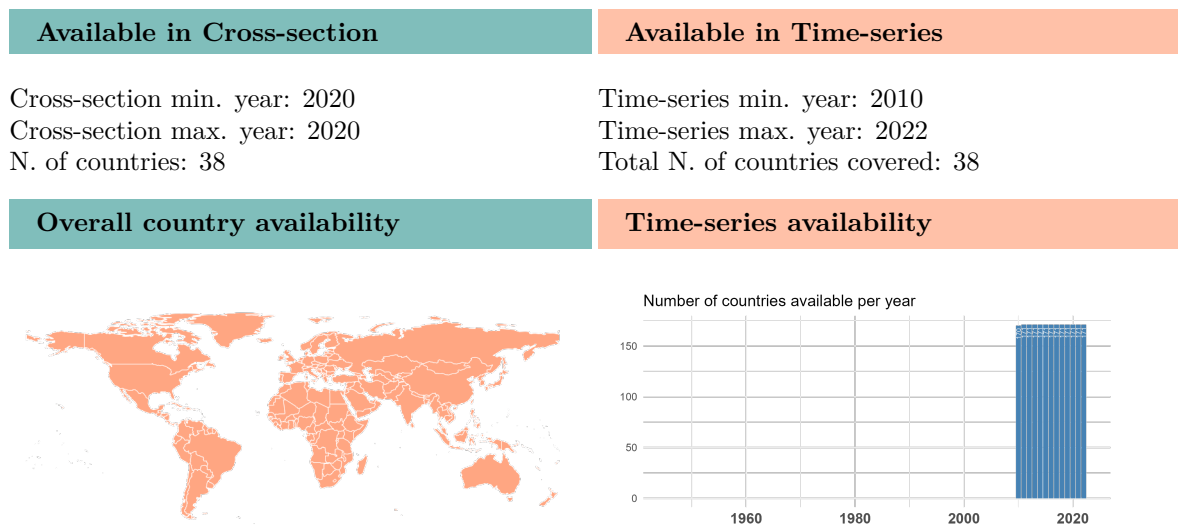 Available in Cross-section
Available in Time-series
Cross-section min. year: 2020
Cross-section max. year: 2020
N. of countries: 38
Time-series min. year: 2010
Time-series max. year: 2022
Total N. of countries covered: 38
Overall country availability
Time-series availability
Number of countries available per year
150
100
50
0
1960 1980 2000 2020